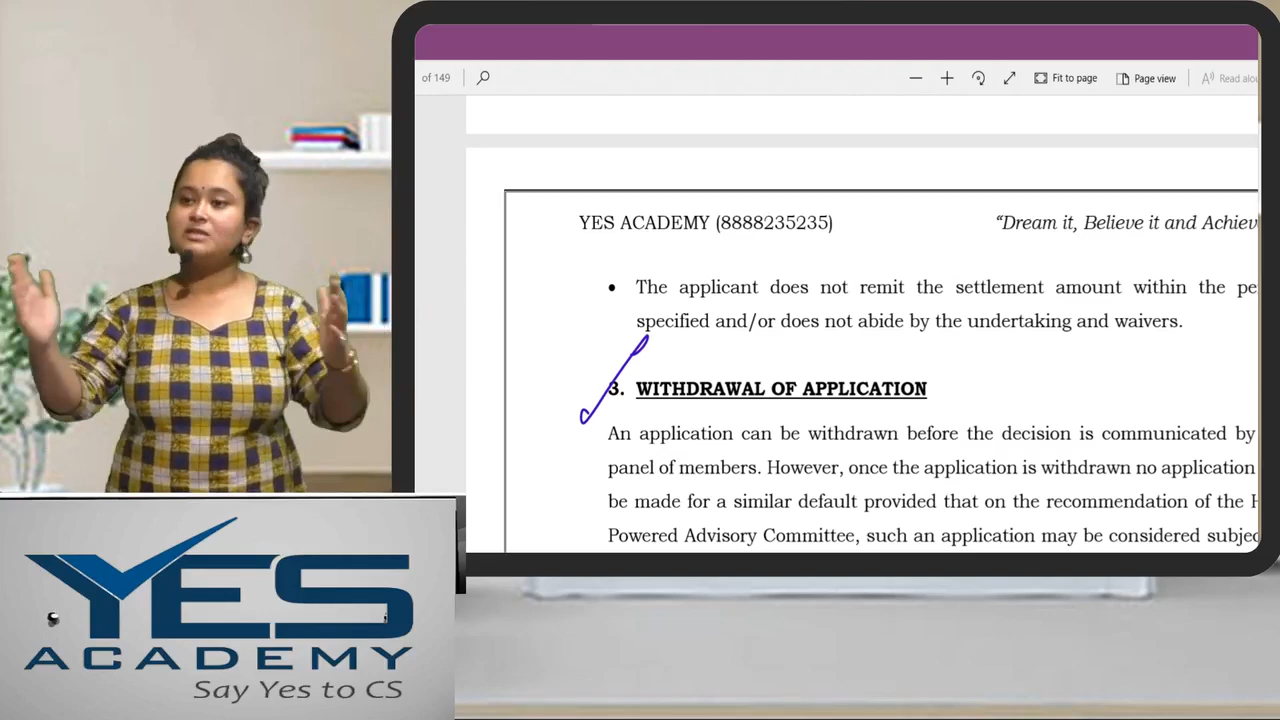 of 149
Fit to page
Page view
Read
YES ACADEMY (8888235235)
“Dream it, Believe it and
• The applicant does not remit the settlement amount within the
specified and/or does not abide by the undertaking and waivers.
3. WITHDRAWAL OF APPLICATION
An application can be withdrawn before the decision is communicated by
panel of members. However, once the application is withdrawn no application
be made for a similar default provided that on the recommendation of the
Powered Advisory Committee, such an application may be considered
YES
ACADEMY
Say Yes to CS